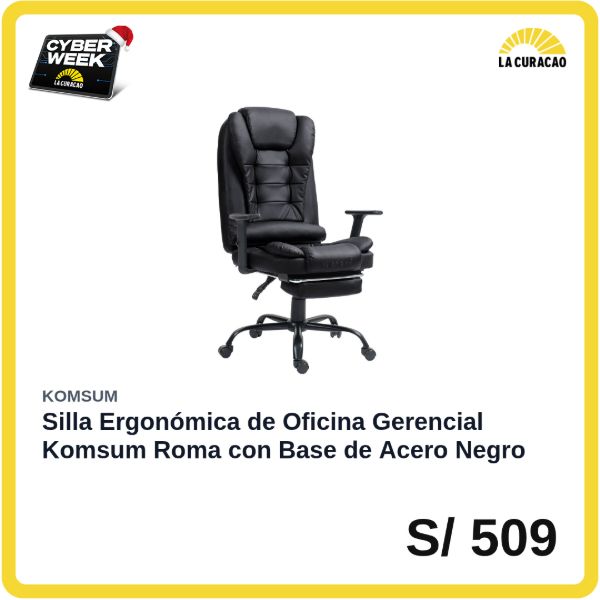 CYBER
WEEK
LA CURACAO
LA CURACAO
KOMSUM
Silla Ergonómica de Oficina Gerencial
Komsum Roma con Base de Acero Negro
S/ 509